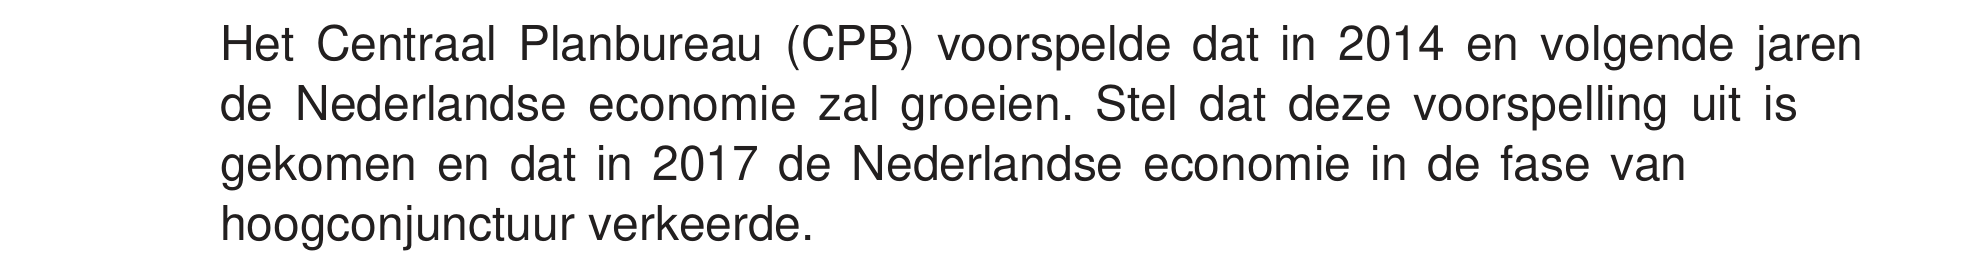 Het Centraal Planbureau (CPB) voorspelde dat in 2014 en volgende jaren
de Nederlandse economie zal groeien. Stel dat deze voorspelling uit is
gekomen en dat in 2017 de Nederlandse economie in de fase van
hoogconjunctuur verkeerde.